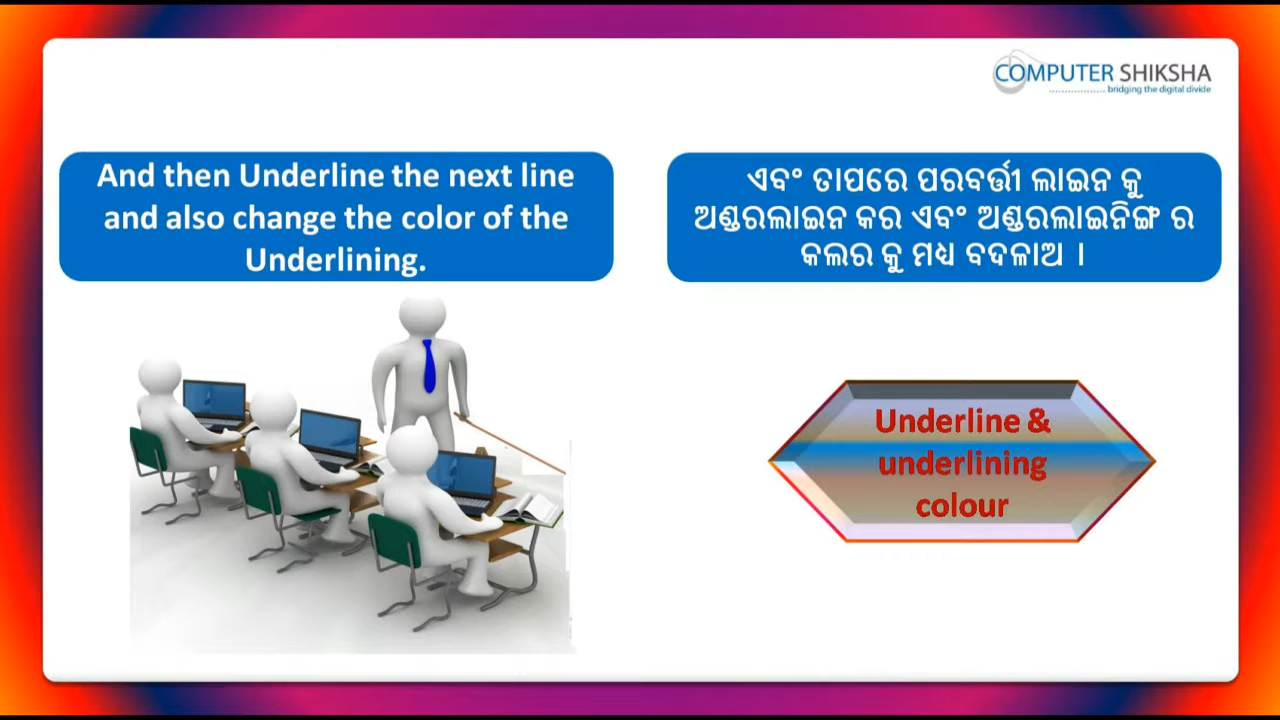 COMPUTER SHIKSHA
bridging the digital divide
And then Underline the next line
and also change the color of the
Underlining.
ଏବଂ ତାପରେ ପରବର୍ତ୍ତୀ ଲାଇନ କୁ
ଅଣ୍ଡରଲାଇନ କର ଏବଂ ଅଣ୍ଡରଲାଇନିଙ୍ଗ ର
କଲର କୁ ମଧ୍ୟ ବଦଳାଅ ।
Underline &
underlining
colour